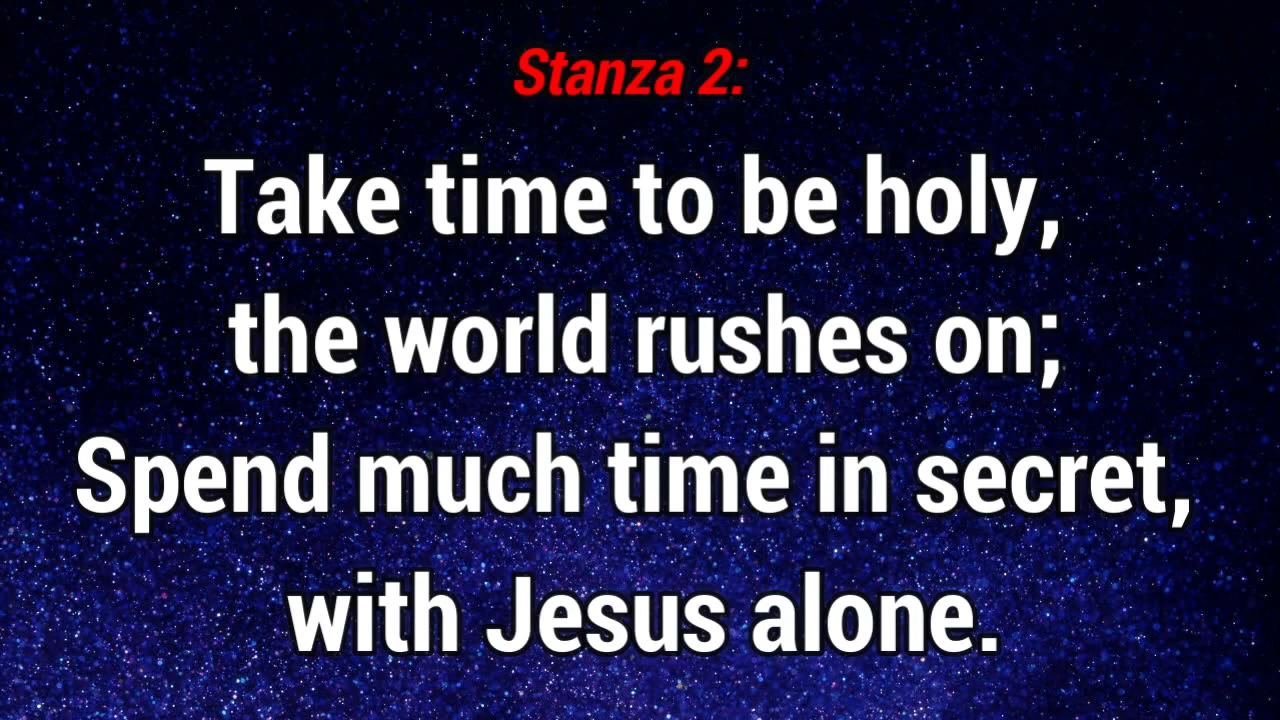 Stanza 2:
Take time to be holy,
the world rushes on;
Spend much time in secret,
with Jesus alone.